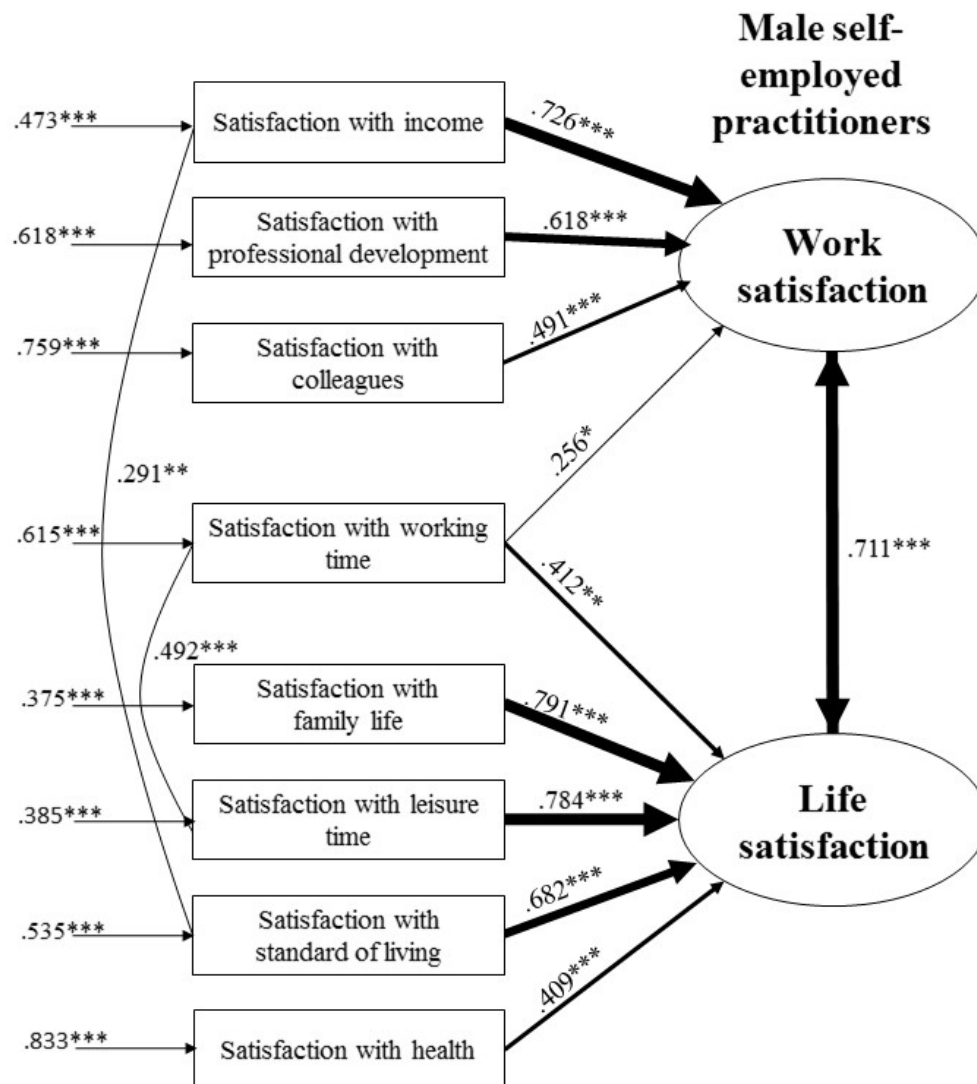 Male self-
employed
practitioners
.473***
Satisfaction with income
.726***
.618***
Satisfaction with
professional development
.618***
Work
satisfaction
.759***
Satisfaction with
colleagues
.491***
.291**
.256*
.615***
Satisfaction with working
time
.412**
.711***
.492***
.375***
Satisfaction with
family life
.791***
.385***
Satisfaction with leisure
time
.784***
Life
satisfaction
.535***
Satisfaction with
standard of living
.682***
.833***
Satisfaction with health
.409***